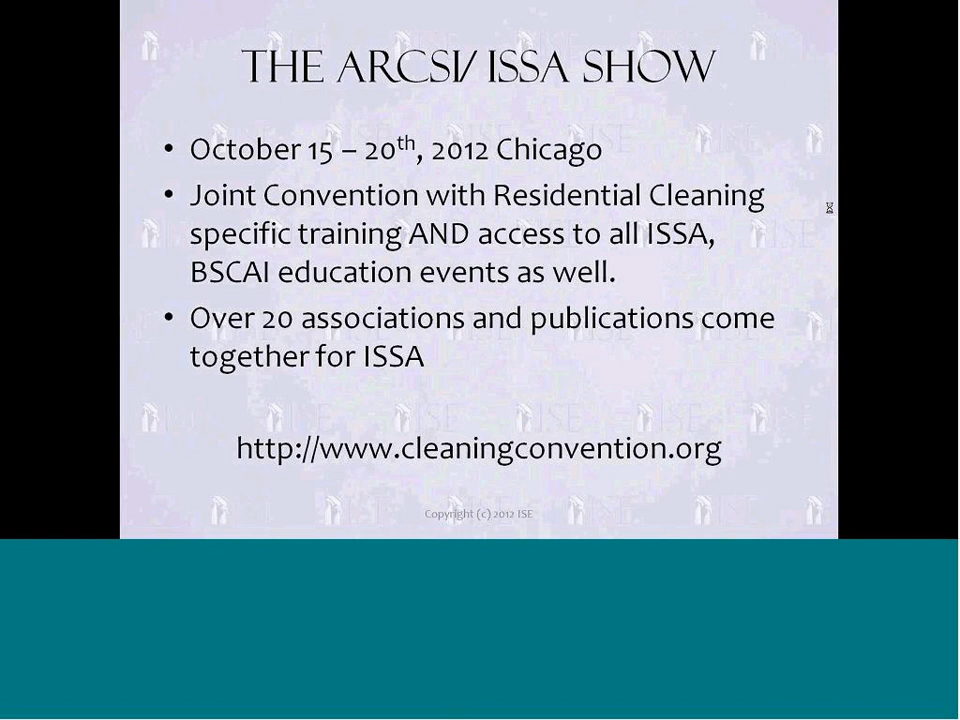 THE ARCSI/ ISSA SHOW
• October 15 – 20th, 2012 Chicago
• Joint Convention with Residential Cleaning
specific training AND access to all ISSA,
BSCAI education events as well.
• Over 20 associations and publications come
together for ISSA
http://www.cleaningconvention.org
Copyright (c) 2012 ISE